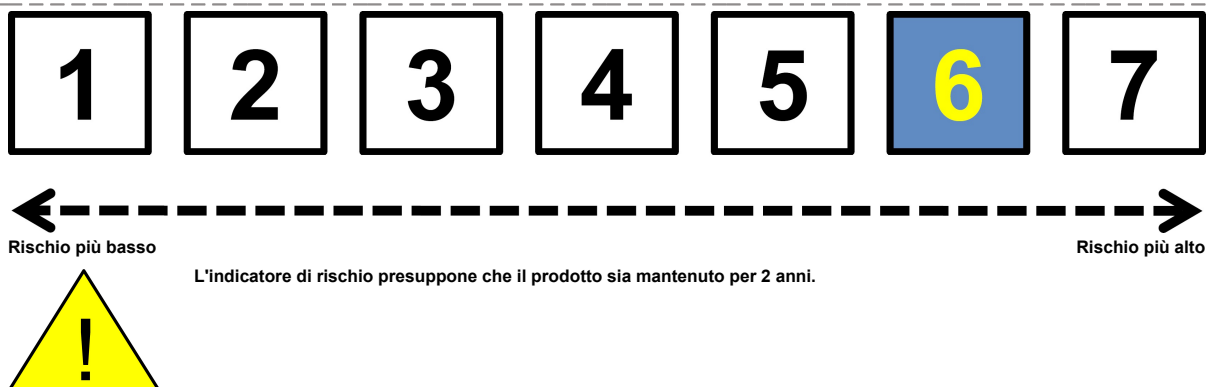 1 2 3 4 5 6 7
Rischio più basso Rischio più alto
L'indicatore di rischio presuppone che il prodotto sia mantenuto per 2 anni.
!